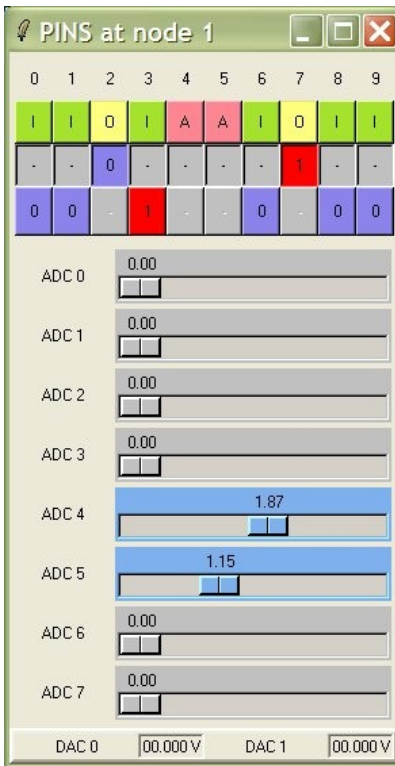 PINS at node 1
0 1 2 3 4 5 6 7 8 9
I I O I A A I O I I
- - 0 - - - - 1 - -
0 0 - 1 - - 0 - 0 0
0.00
ADC 0
0.00
ADC 1
0.00
ADC 2
0.00
ADC 3
1.87
ADC 4
1.15
ADC 5
0.00
ADC 6
0.00
ADC 7
DAC 0 00.000 V DAC 1 00.000 V